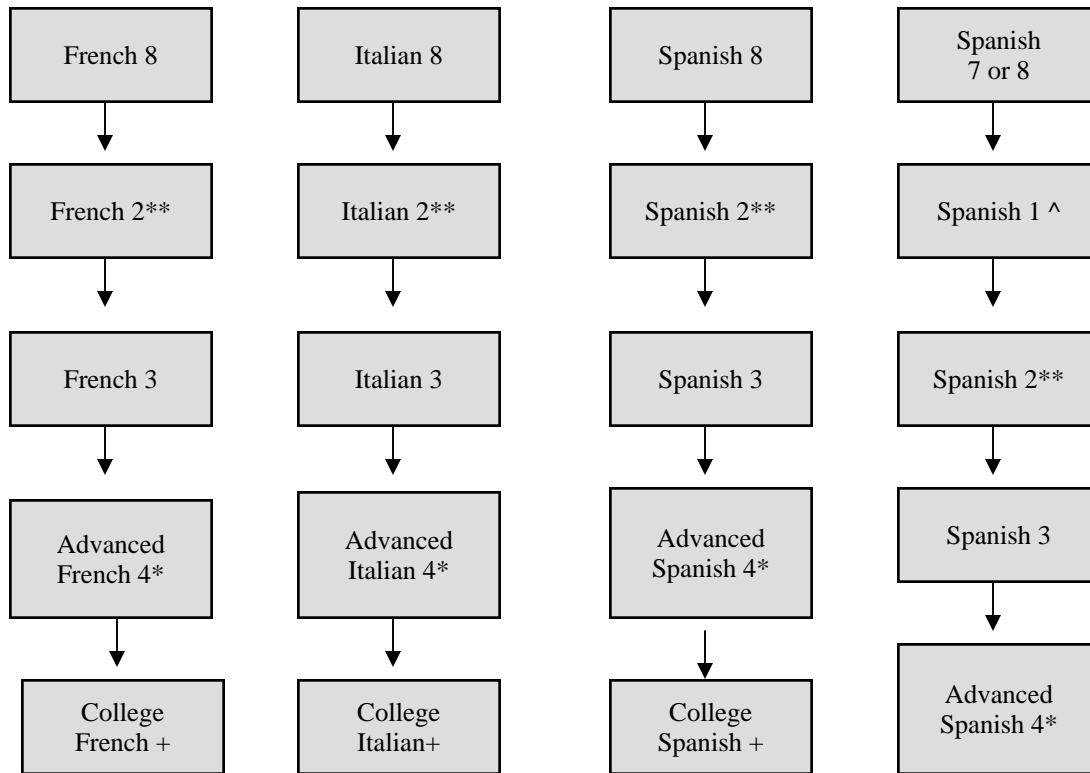 French 8
Italian 8
Spanish 8
Spanish
7 or 8
French 2**
Italian 2**
Spanish 2**
Spanish 1 ^
French 3
Italian 3
Spanish 3
Spanish 2**
Advanced
French 4*
Advanced
Italian 4*
Advanced
Spanish 4*
Spanish 3
College
French +
College
Italian+
College
Spanish +
Advanced
Spanish 4*